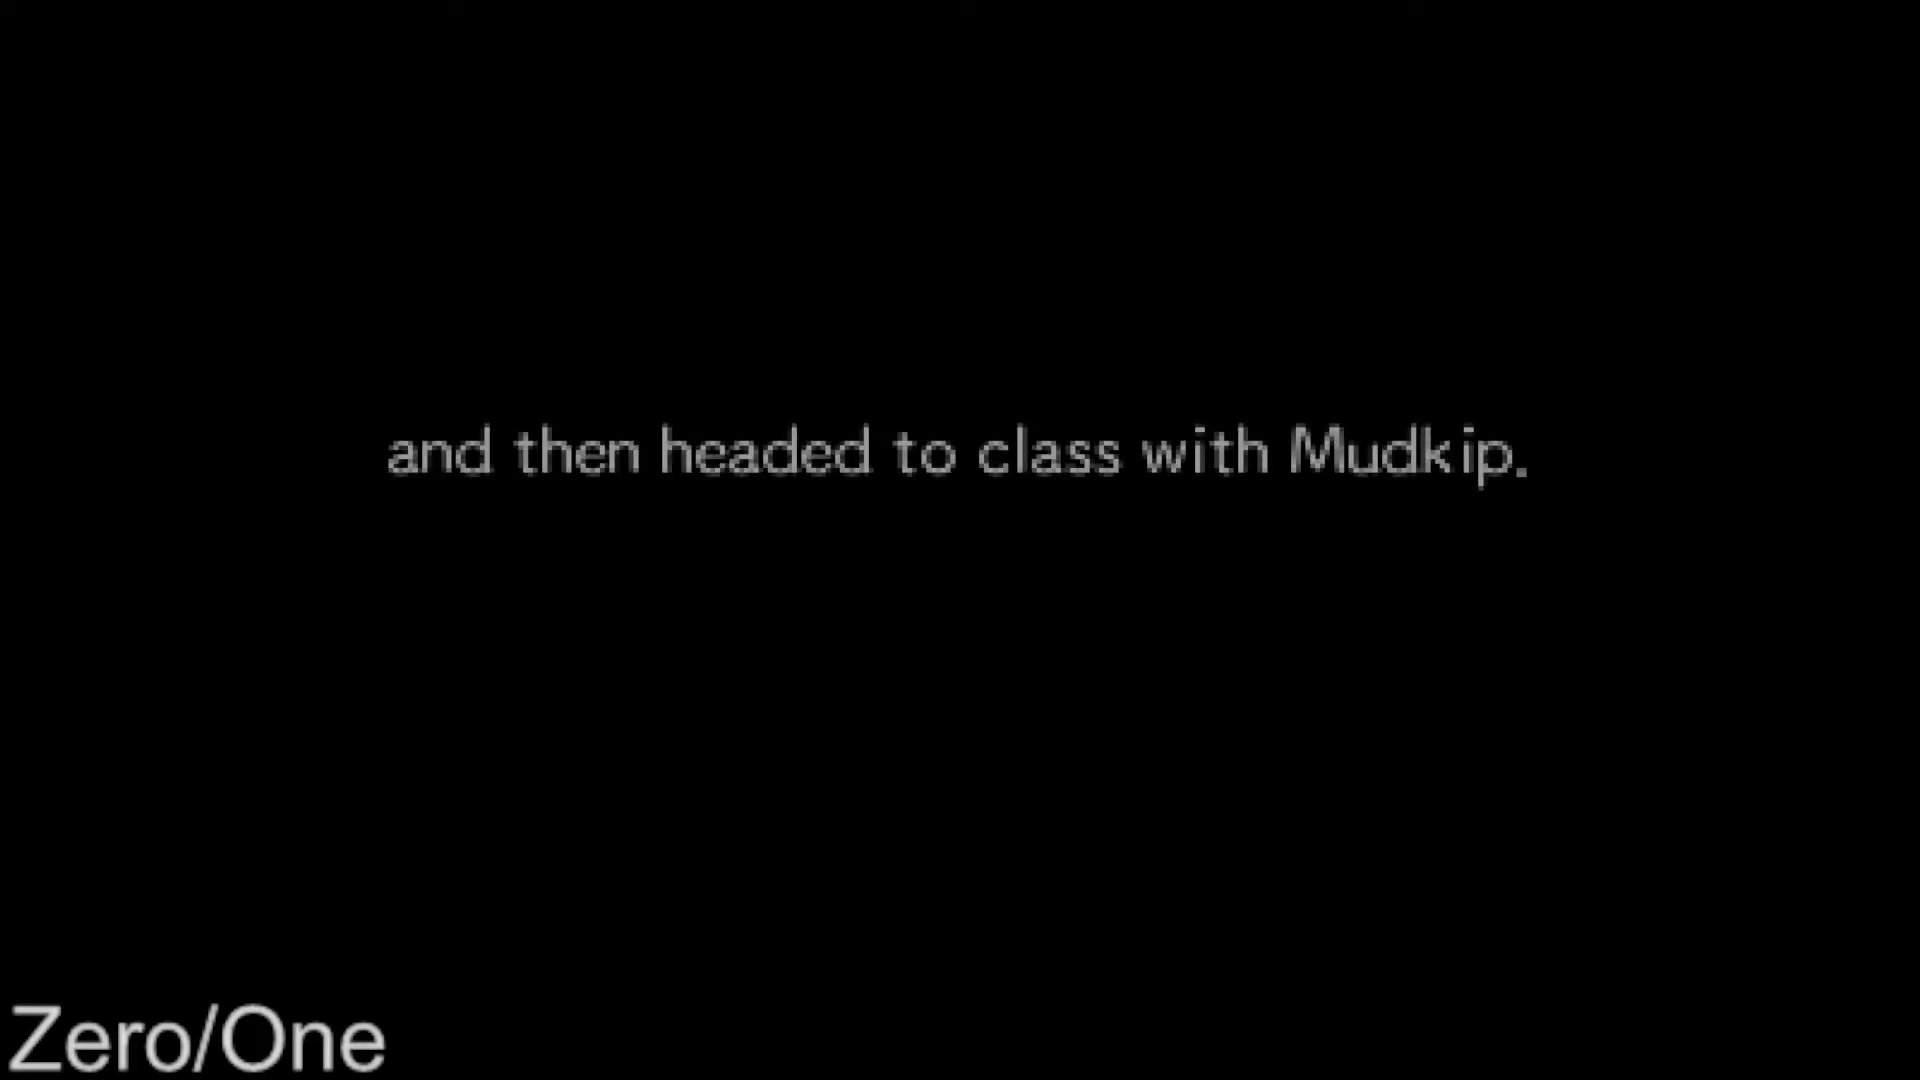 and then headed to class with Mudkip.
Zero/One